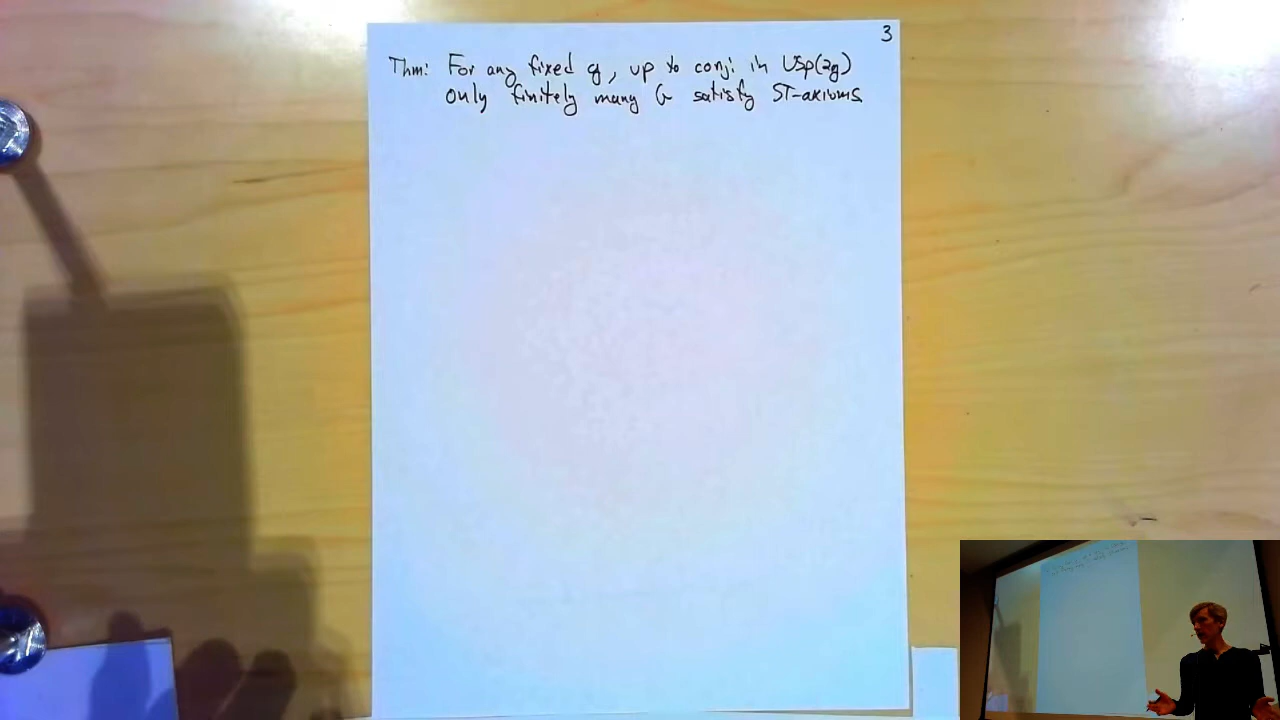 3
Thm: For any fixed g, up to conj. in USp(2g)
only finitely many G satisfy ST-axioms